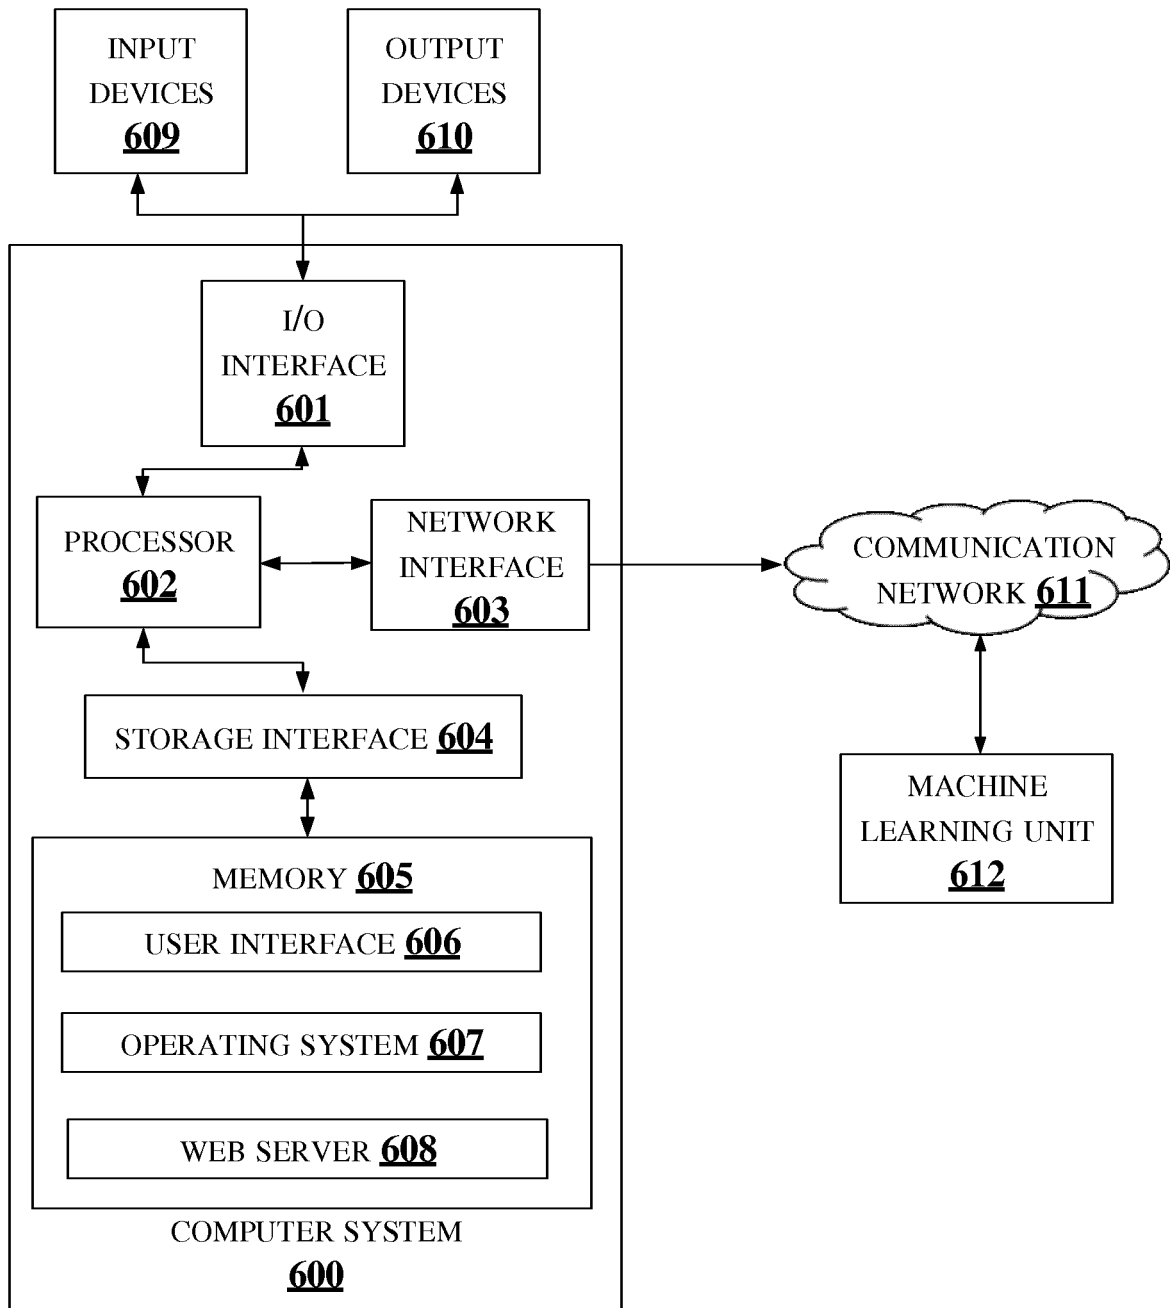 INPUT
DEVICES
609
OUTPUT
DEVICES
610
I/O
INTERFACE
601
PROCESSOR
602
NETWORK
INTERFACE
603
COMMUNICATION
NETWORK 611
STORAGE INTERFACE 604
MACHINE
LEARNING UNIT
612
MEMORY 605
USER INTERFACE 606
OPERATING SYSTEM 607
WEB SERVER 608
COMPUTER SYSTEM
600